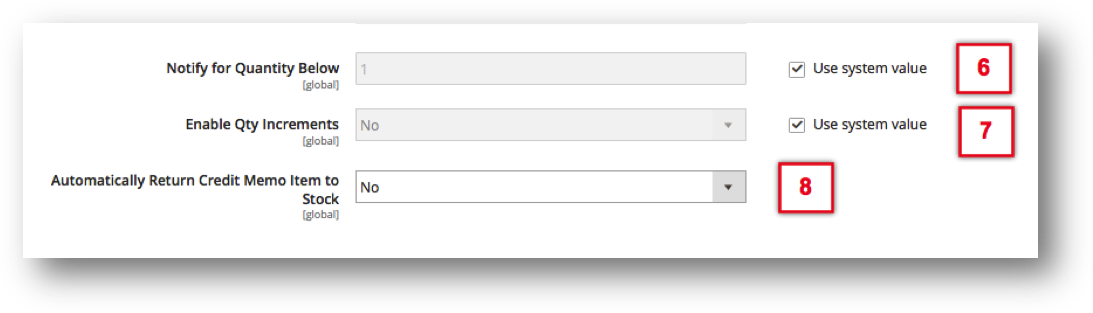 Notify for Quantity Below
[global]
1
Use system value
6
Enable Qty Increments
[global]
No
Use system value
7
Automatically Return Credit Memo Item to
Stock
[global]
No
8